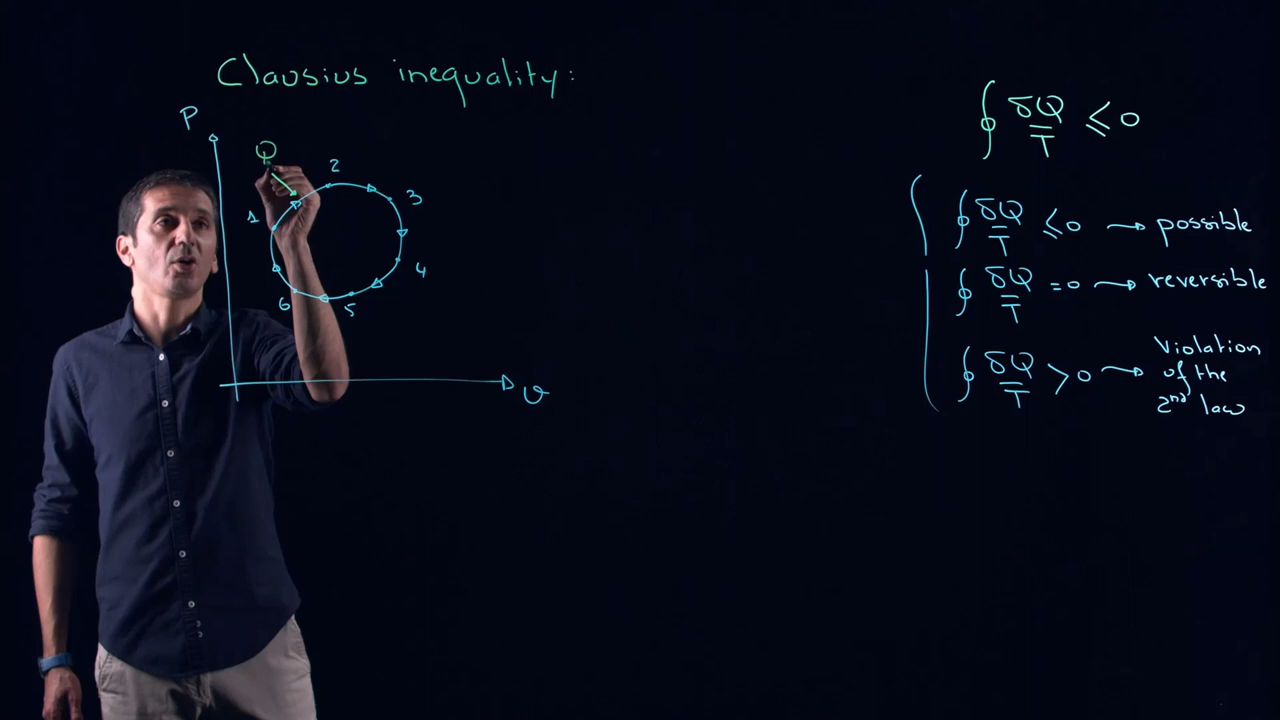 Clausius inequality:
P
Q
1
2
3
4
5
6
v
∮ δQ/T ≤ 0
∮ δQ/T ≤ 0 → possible
∮ δQ/T = 0 → reversible
∮ δQ/T > 0 → Violation
of the
2nd law